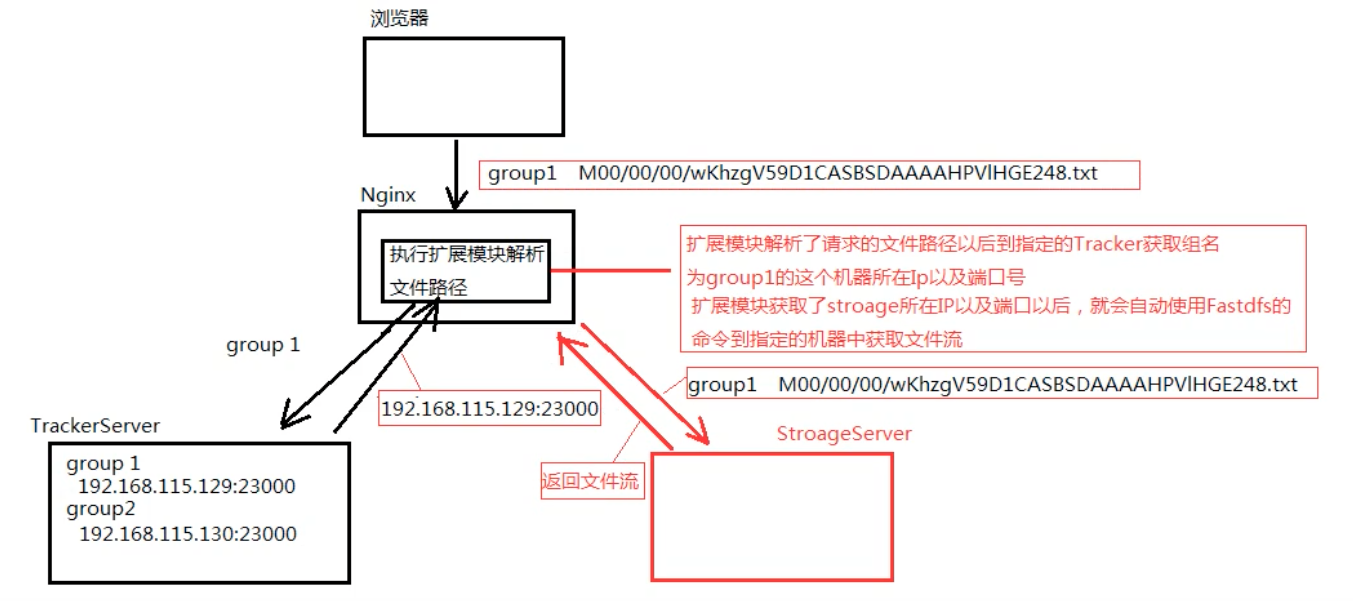 浏览器
group1 M00/00/00/wKhzgV59D1CASBSDAAAAHPVlHGE248.txt
Nginx
执行扩展模块解析
文件路径
扩展模块解析了请求的文件路径以后到指定的Tracker获取组名
为group1的这个机器所在Ip以及端口号
扩展模块获取了stroage所在IP以及端口以后，就会自动使用Fastdfs的
命令到指定的机器中获取文件流
group 1
192.168.115.129:23000
group1 M00/00/00/wKhzgV59D1CASBSDAAAAHPVlHGE248.txt
TrackerServer
group 1
192.168.115.129:23000
group2
192.168.115.130:23000
StroageServer
返回文件流